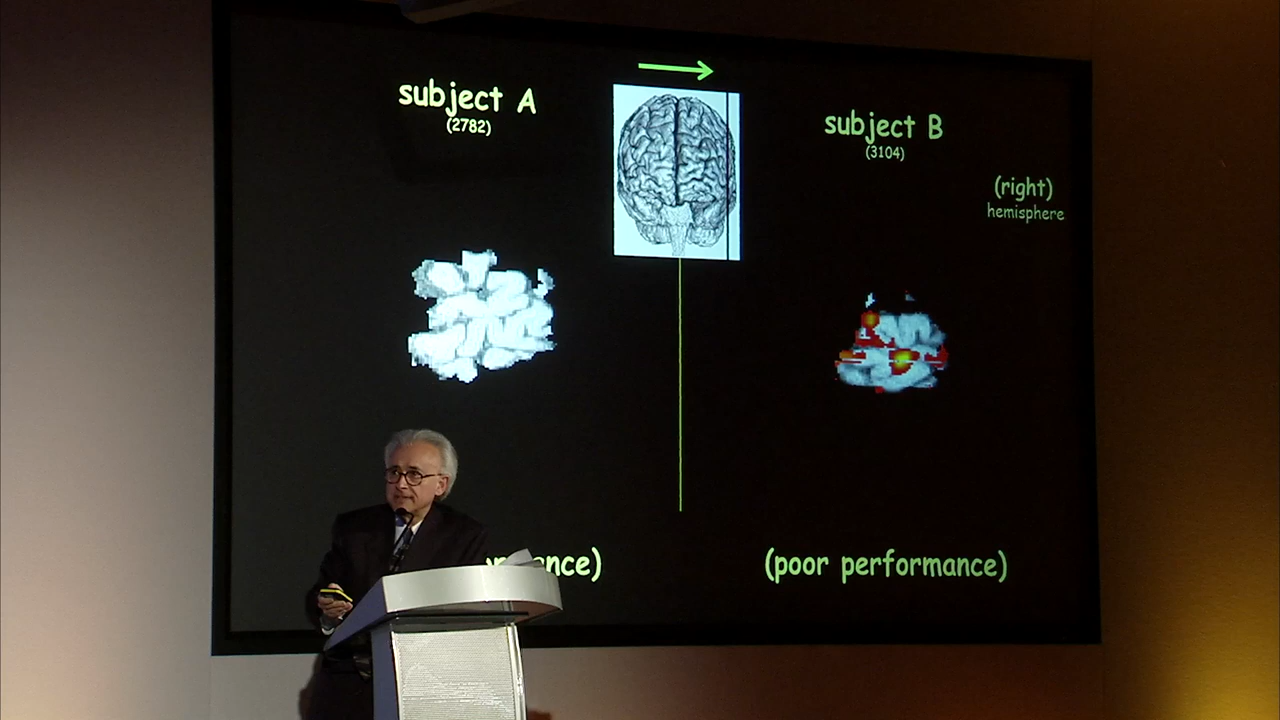 subject A
(2782)
subject B
(3104)
(right)
hemisphere
(poor performance)